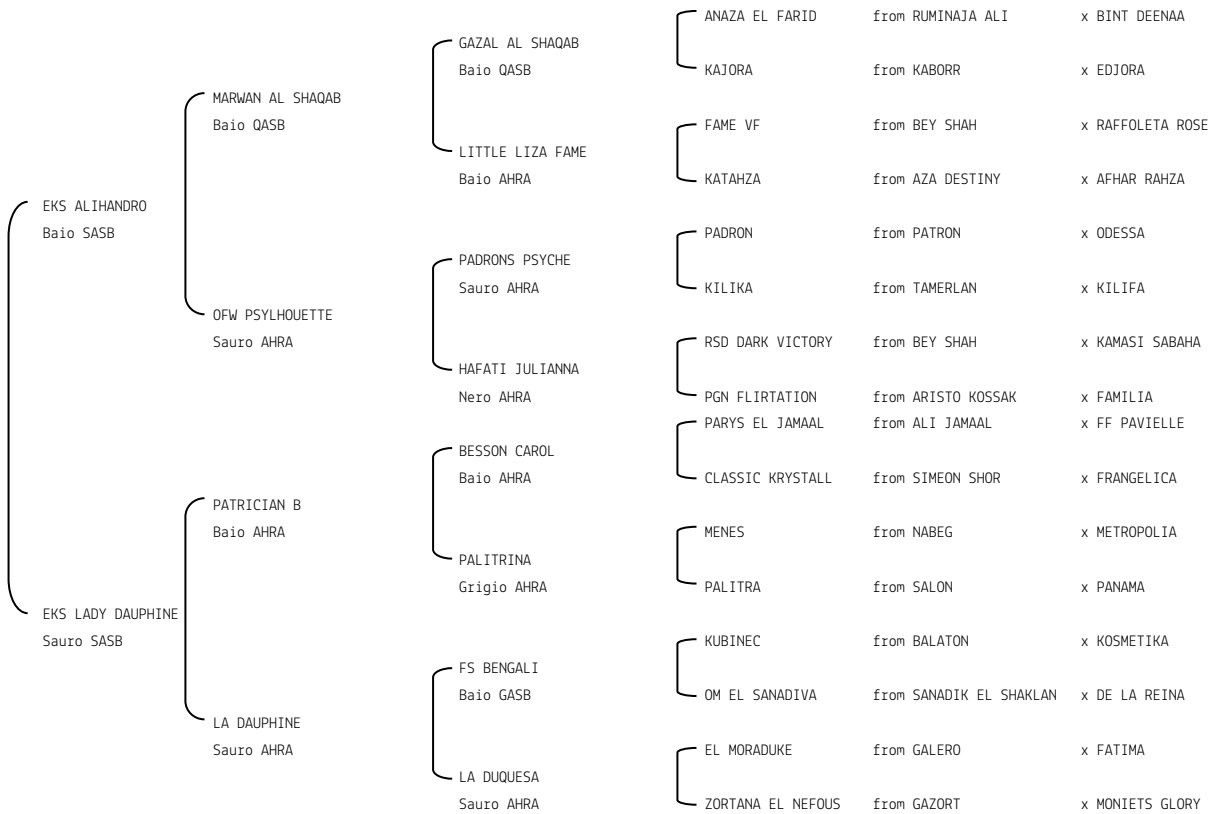 ANAZA EL FARID from RUMINAJA ALI x BINT DEENAA
GAZAL AL SHAQAB
Baio QASB
KAJORA from KABORR x EDJORA
MARWAN AL SHAQAB
Baio QASB
FAME VF from BEY SHAH x RAFFOLETA ROSE
LITTLE LIZA FAME
Baio AHRA
KATAHZA from AZA DESTINY x AFHAR RAHZA
EKS ALIHANDRO
Baio SASB
PADRON from PATRON x ODESSA
PADRONS PSYCHE
Sauro AHRA
KILIKA from TAMERLAN x KILIFA
OFW PSYLHOUETTE
Sauro AHRA
RSD DARK VICTORY from BEY SHAH x KAMASI SABAHA
HAFATI JULIANNA
Nero AHRA
PGN FLIRTATION from ARISTO KOSSAK x FAMILIA
PARYS EL JAMAAL from ALI JAMAAL x FF PAVIELLE
BESSON CAROL
Baio AHRA
CLASSIC KRYSTALL from SIMEON SHOR x FRANGELICA
PATRICIAN B
Baio AHRA
MENES from NABEG x METROPOLIA
PALITRINA
Grigio AHRA
PALITRA from SALON x PANAMA
EKS LADY DAUPHINE
Sauro SASB
KUBINEC from BALATON x KOSMETIKA
FS BENGALI
Baio GASB
OM EL SANADIVA from SANADIK EL SHAKLAN x DE LA REINA
LA DAUPHINE
Sauro AHRA
EL MORADUKE from GALERO x FATIMA
LA DUQUESA
Sauro AHRA
ZORTANA EL NEFOUS from GAZORT x MONIETS GLORY